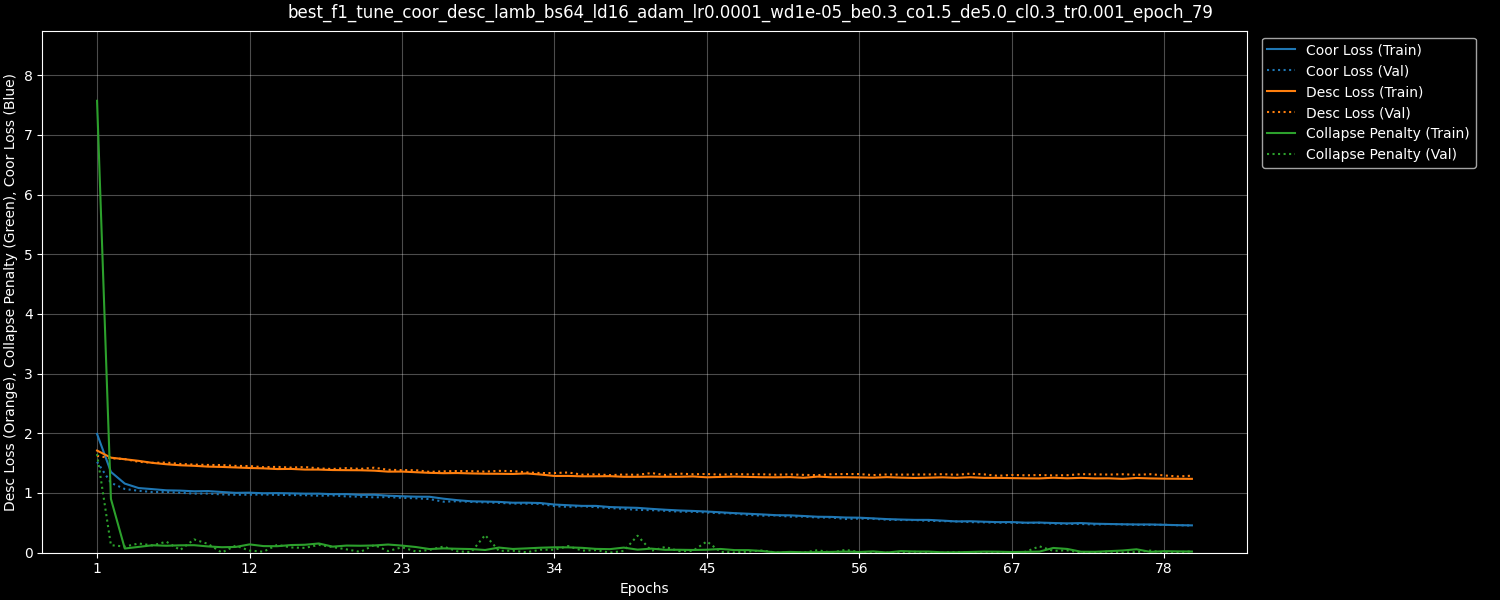 best_f1_tune_coor_desc_lamb_bs64_ld16_adam_lr0.0001_wd1e-05_be0.3_co1.5_de5.0_cl0.3_tr0.001_epoch_79
Desc Loss (Orange), Collapse Penalty (Green), Coor Loss (Blue)
8
7
6
5
4
3
2
1
0
1 12 23 34 45 56 67 78
Epochs
Coor Loss (Train)
Coor Loss (Val)
Desc Loss (Train)
Desc Loss (Val)
Collapse Penalty (Train)
Collapse Penalty (Val)